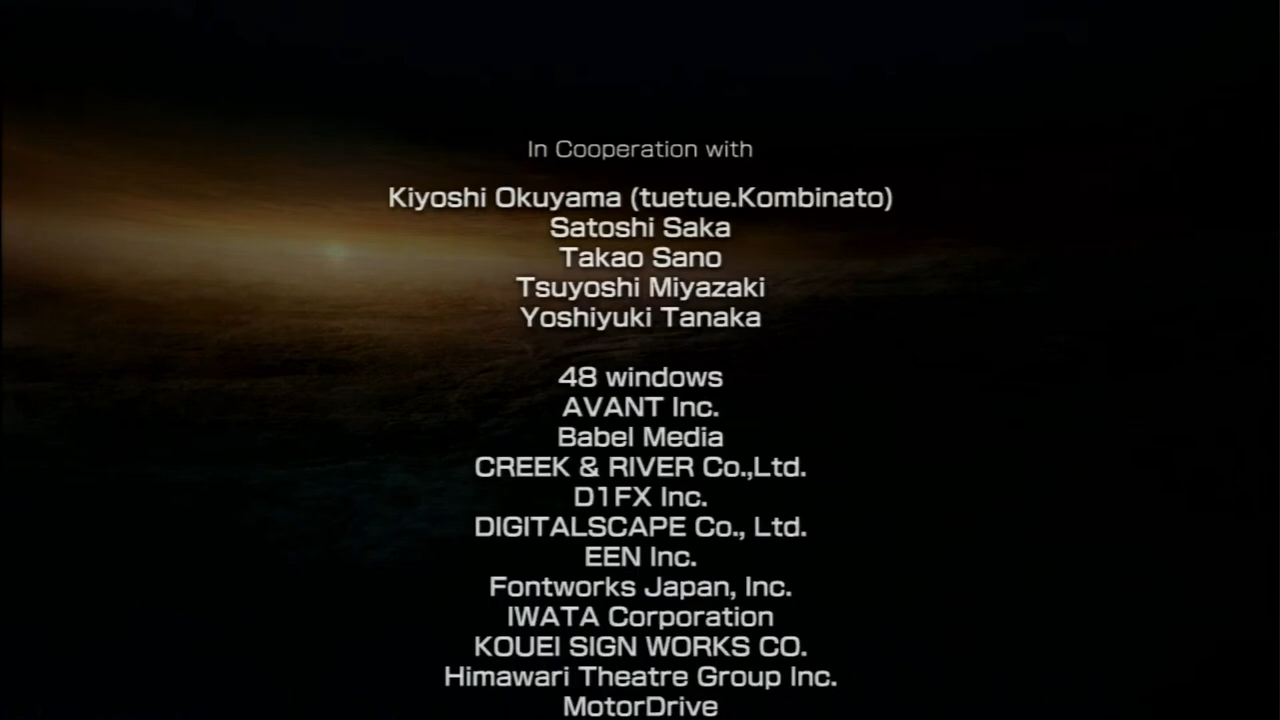 In Cooperation with
Kiyoshi Okuyama (tuetue.Kombinato)
Satoshi Saka
Takao Sano
Tsuyoshi Miyazaki
Yoshiyuki Tanaka
48 windows
AVANT Inc.
Babel Media
CREEK & RIVER Co.,Ltd.
D1FX Inc.
DIGITALSCAPE Co., Ltd.
EEN Inc.
Fontworks Japan, Inc.
IWATA Corporation
KOUEI SIGN WORKS CO.
Himawari Theatre Group Inc.
MotorDrive